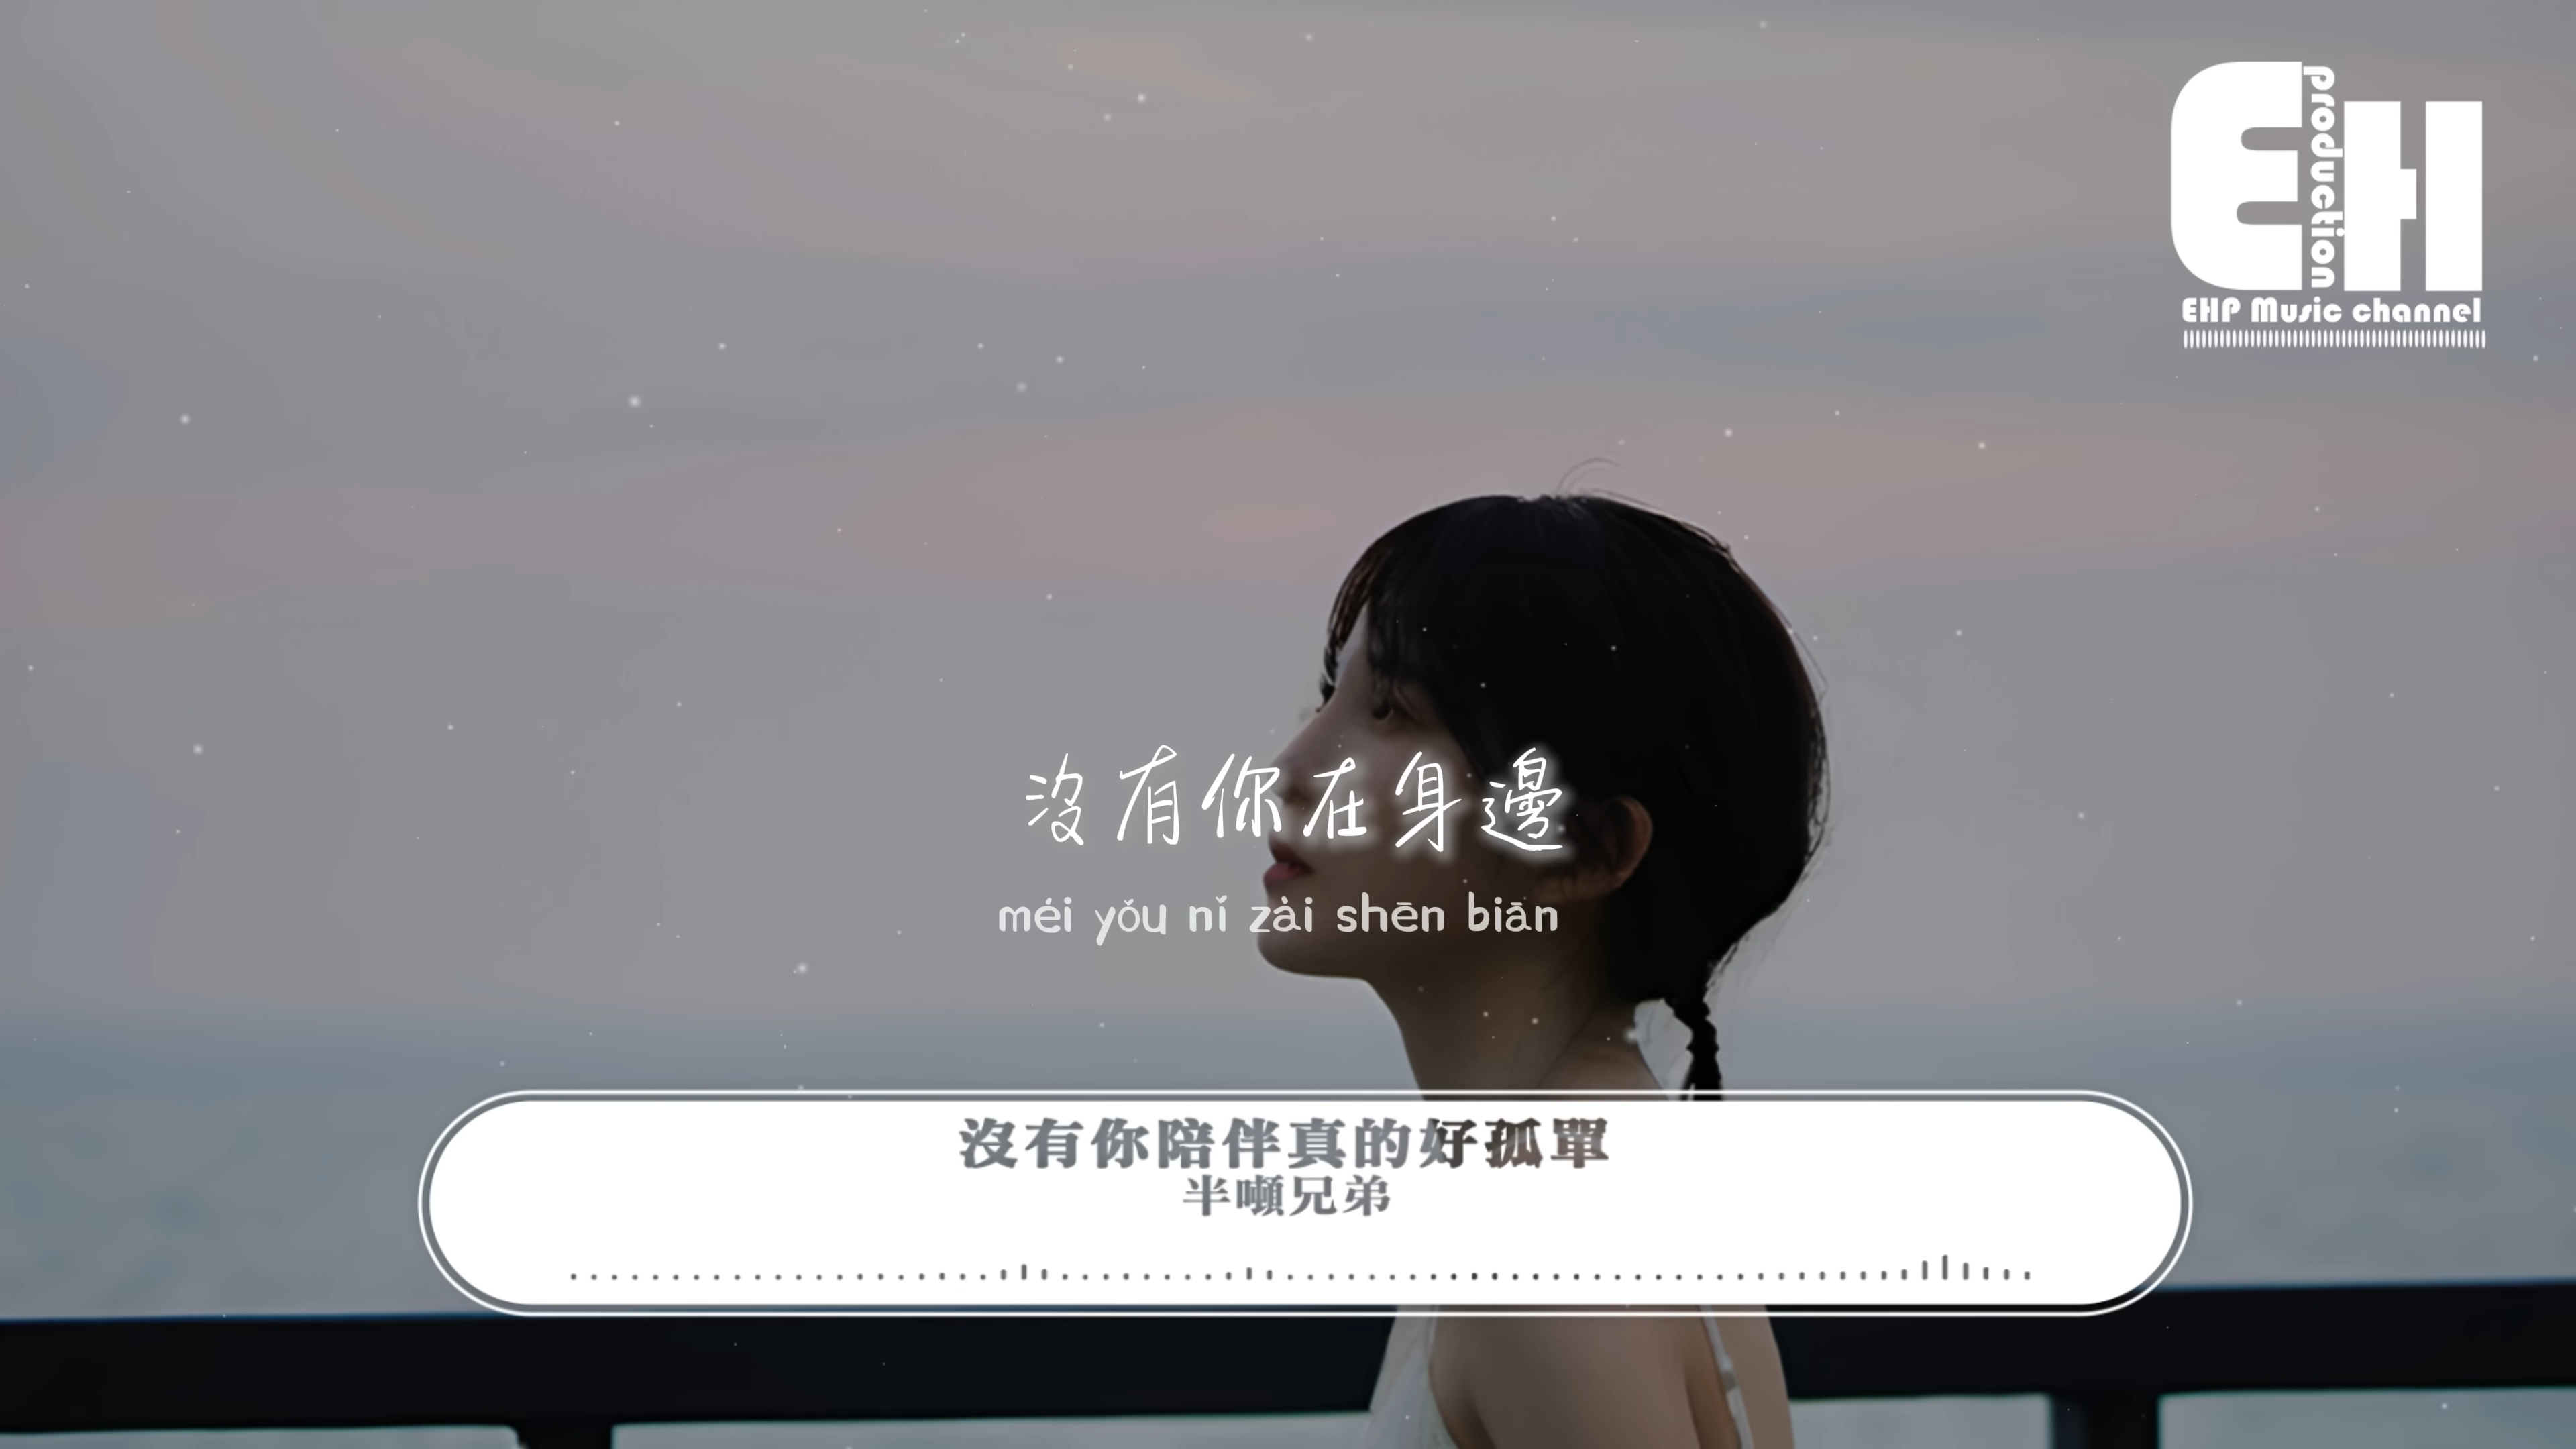 EH
production
EHP Music channel
沒有你在身邊
méi yǒu nǐ zài shēn biān
沒有你陪伴真的好孤單
半噸兄弟